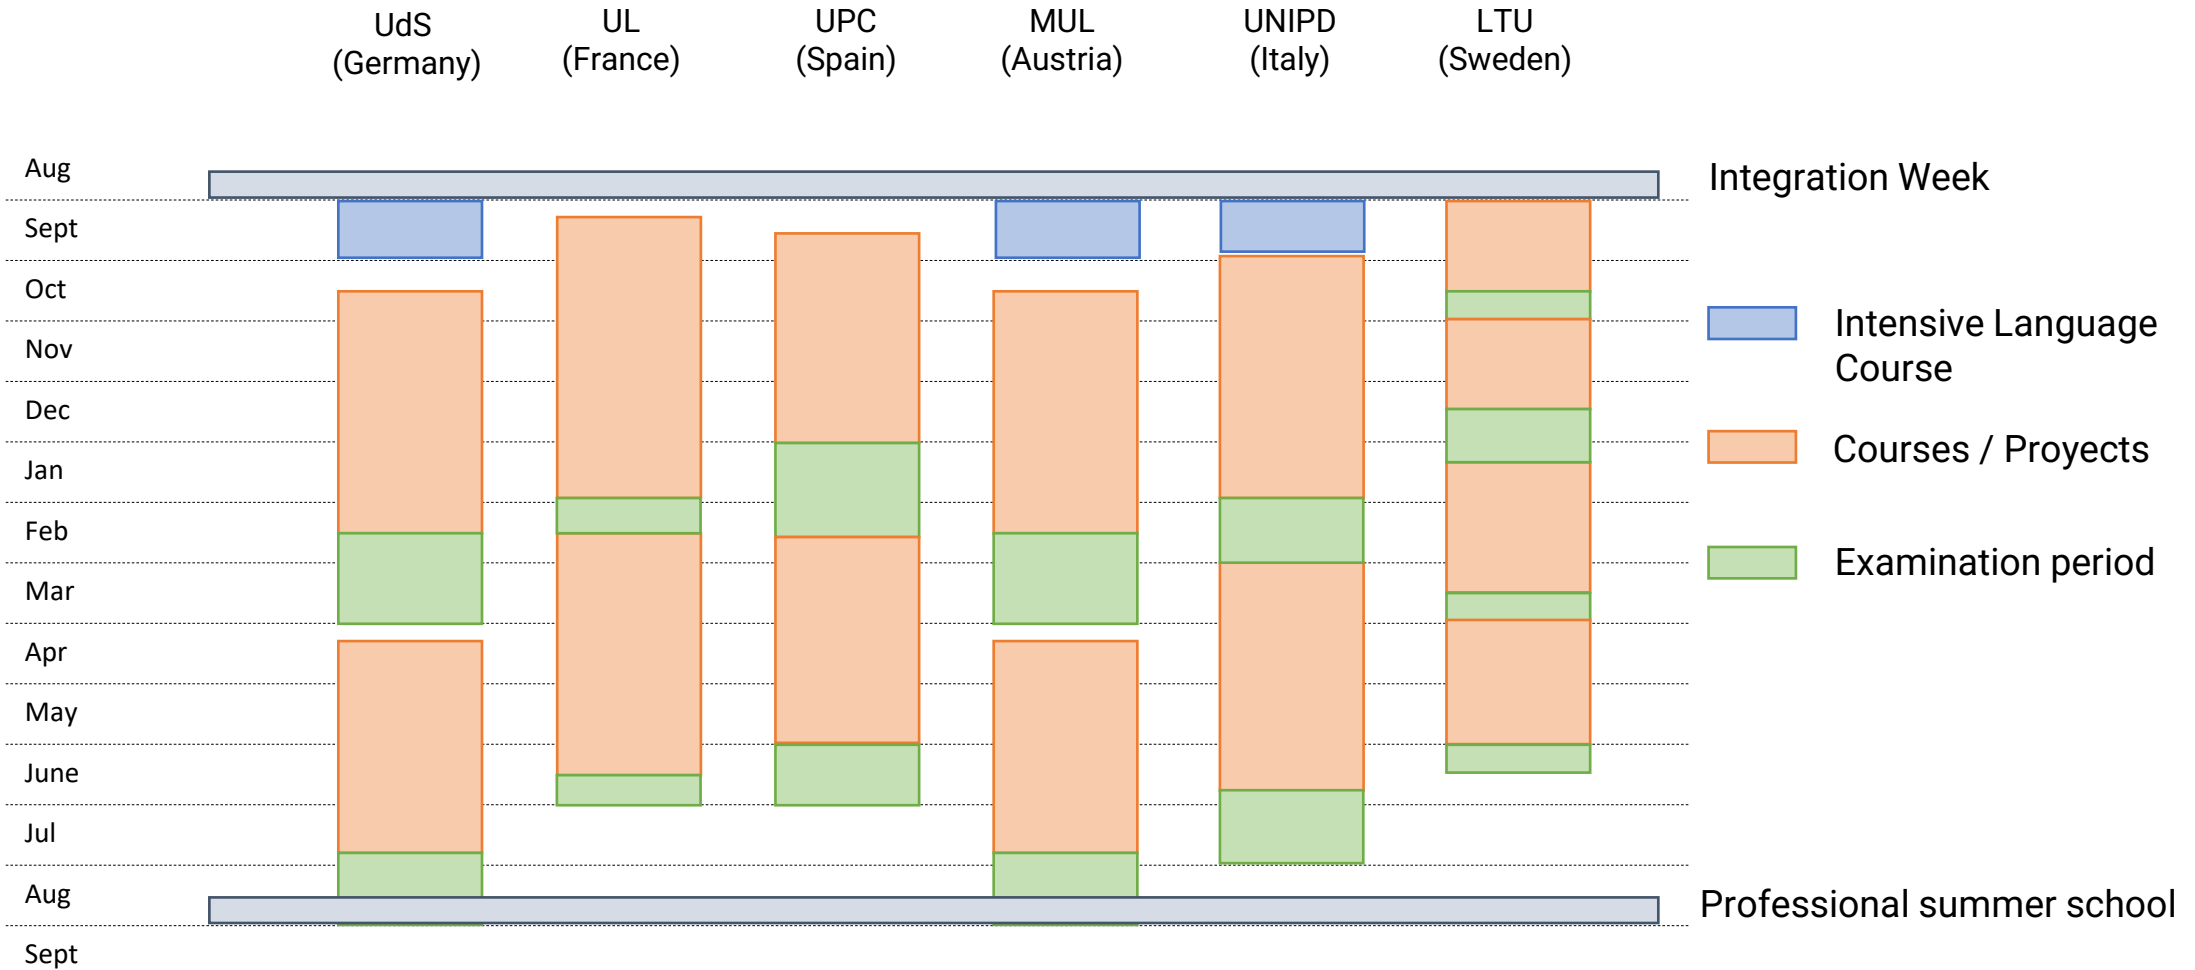 UdS
(Germany)
UL
(France)
UPC
(Spain)
MUL
(Austria)
UNIPD
(Italy)
LTU
(Sweden)
Aug
Integration Week
Sept
Oct
Nov
Dec
Jan
Feb
Mar
Apr
May
June
Jul
Aug
Sept
Intensive Language
Course
Courses / Proyects
Examination period
Professional summer school